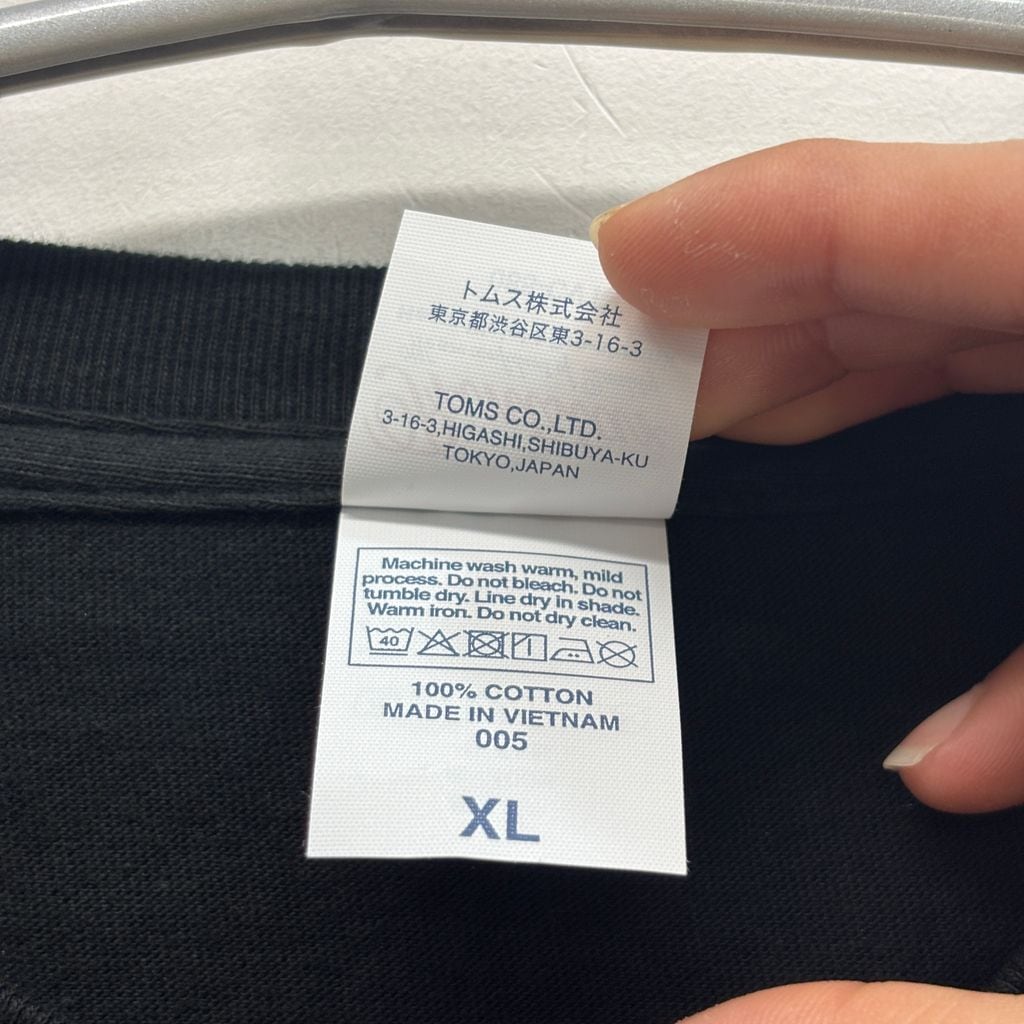 トムス株式会社
東京都渋谷区東3-16-3
TOMS CO.,LTD.
3-16-3,HIGASHI,SHIBUYA-KU
TOKYO,JAPAN
Machine wash warm, mild
process. Do not bleach. Do not
tumble dry. Line dry in shade.
Warm iron. Do not dry clean.
40
100% COTTON
MADE IN VIETNAM
005
XL